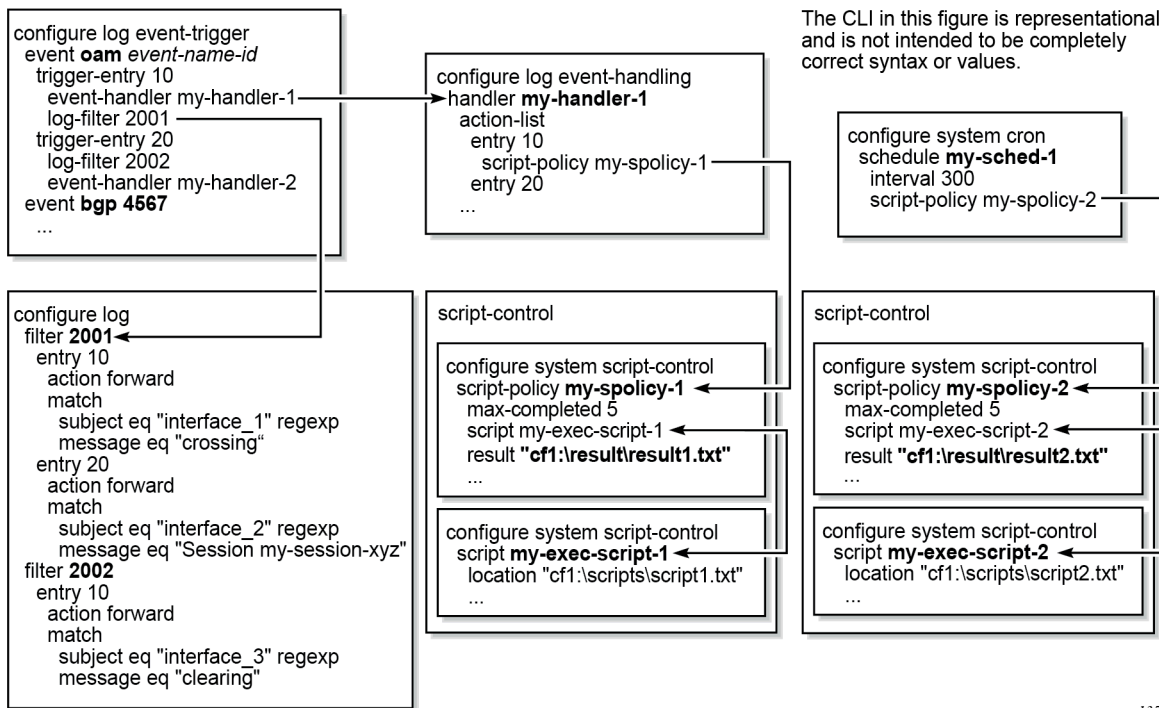 configure log event-trigger
event oam event-name-id
trigger-entry 10
event-handler my-handler-1
log-filter 2001
trigger-entry 20
log-filter 2002
event-handler my-handler-2
event bgp 4567
...
configure log event-handling
handler my-handler-1
action-list
entry 10
script-policy my-spolicy-1
entry 20
...
The CLI in this figure is representational
and is not intended to be completely
correct syntax or values.
configure system cron
schedule my-sched-1
interval 300
script-policy my-spolicy-2
configure log
filter 2001
entry 10
action forward
match
subject eq "interface_1" regexp
message eq "crossing“
entry 20
action forward
match
subject eq "interface_2" regexp
message eq "Session my-session-xyz"
filter 2002
entry 10
action forward
match
subject eq "interface_3" regexp
message eq "clearing"
script-control
configure system script-control
script-policy my-spolicy-1
max-completed 5
script my-exec-script-1
result "cf1:\result\result1.txt"
...
configure system script-control
script my-exec-script-1
location "cf1:\scripts\script1.txt"
...
script-control
configure system script-control
script-policy my-spolicy-2
max-completed 5
script my-exec-script-2
result "cf1:\result\result2.txt"
...
configure system script-control
script my-exec-script-2
location "cf1:\scripts\script2.txt"
...